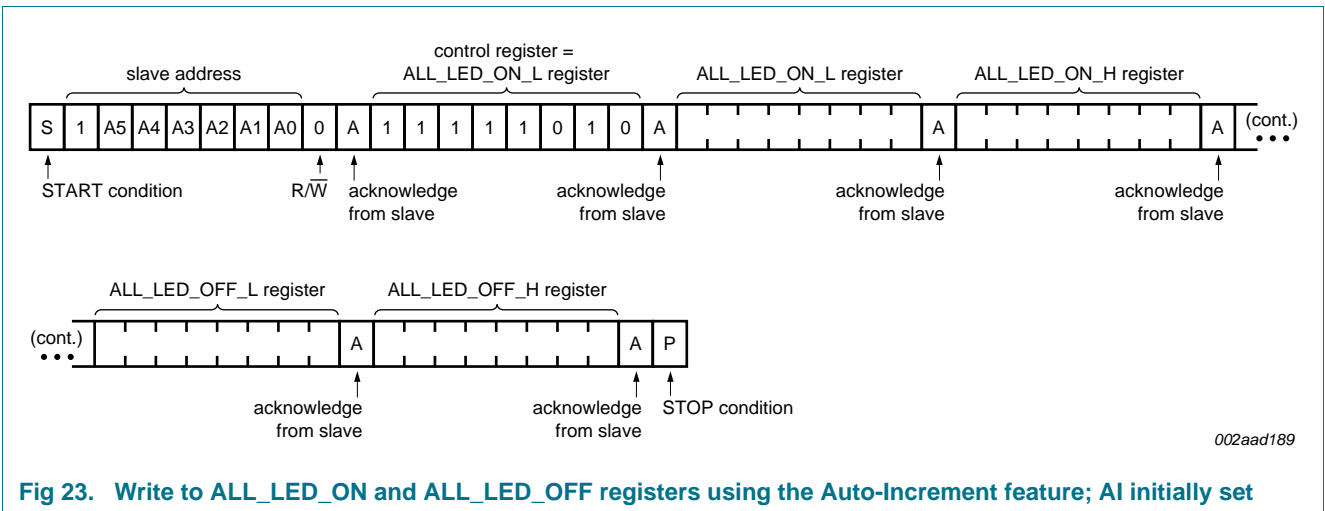 control register =
slave address ALL_LED_ON_L register ALL_LED_ON_L register ALL_LED_ON_H register
S 1 A5 A4 A3 A2 A1 A0 0 A 1 1 1 1 1 0 1 0 A A A (cont.)
START condition R/W̅ acknowledge from slave acknowledge from slave acknowledge from slave acknowledge from slave
ALL_LED_OFF_L register ALL_LED_OFF_H register
(cont.) A A P
acknowledge from slave acknowledge from slave STOP condition
002aad189
Fig 23. Write to ALL_LED_ON and ALL_LED_OFF registers using the Auto-Increment feature; AI initially set